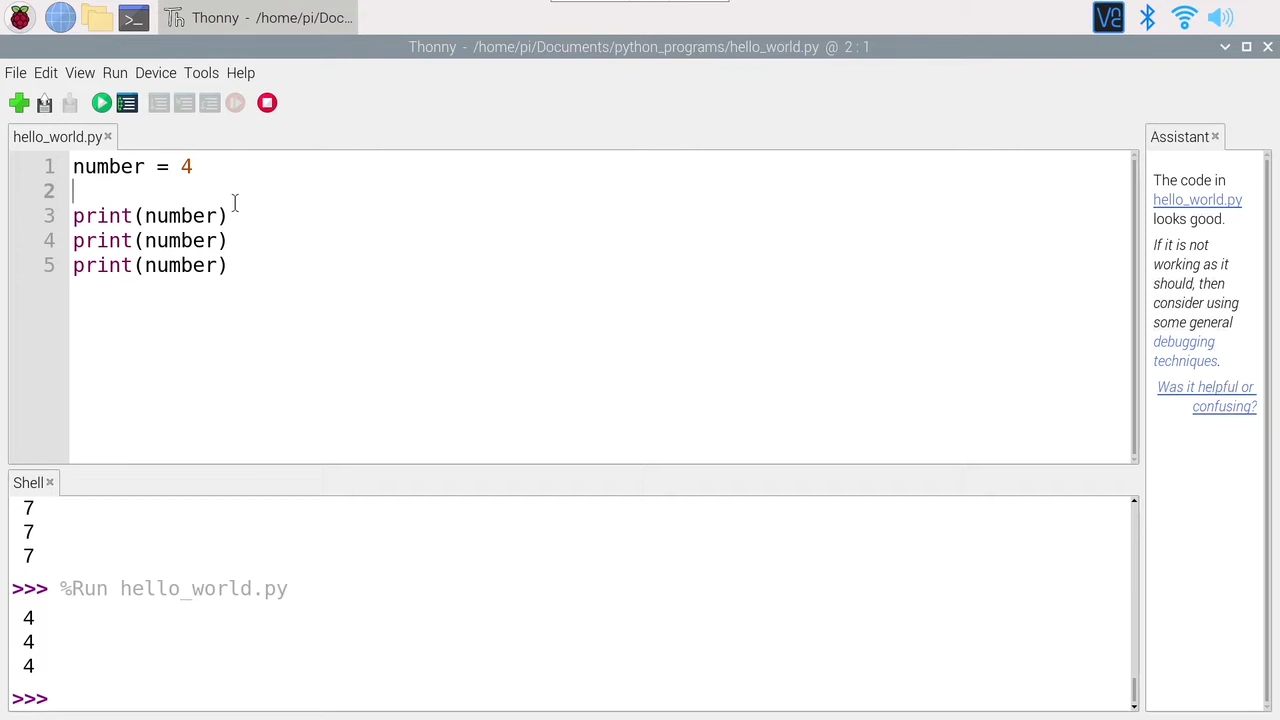 Thonny - /home/pi/Doc...
Thonny - /home/pi/Documents/python_programs/hello_world.py @ 2 : 1
File Edit View Run Device Tools Help
hello_world.py
1 number = 4
2
3 print(number)
4 print(number)
5 print(number)
Assistant
The code in
hello_world.py
looks good.
If it is not
working as it
should, then
consider using
some general
debugging
techniques.
Was it helpful or
confusing?
Shell
7
7
7
>>> %Run hello_world.py
4
4
4
>>>